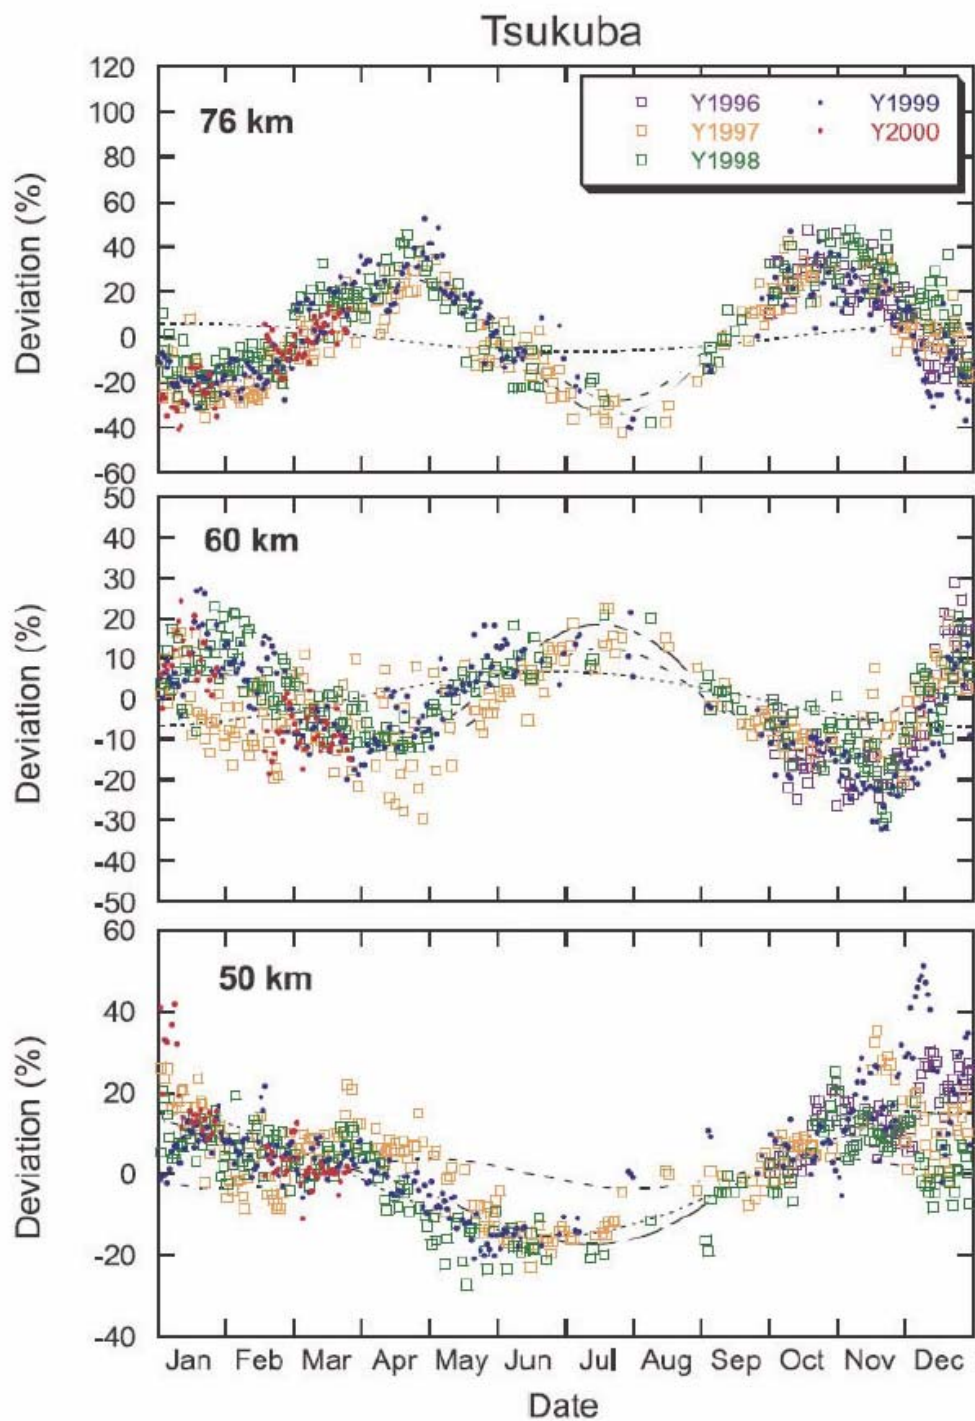 Tsukuba
120
100
80
60
40
20
0
-20
-40
-60
Deviation (%)
76 km
Y1996
Y1997
Y1998
Y1999
Y2000
50
40
30
20
10
0
-10
-20
-30
-40
-50
Deviation (%)
60 km
60
40
20
0
-20
-40
Deviation (%)
50 km
Jan Feb Mar Apr May Jun Jul Aug Sep Oct Nov Dec
Date